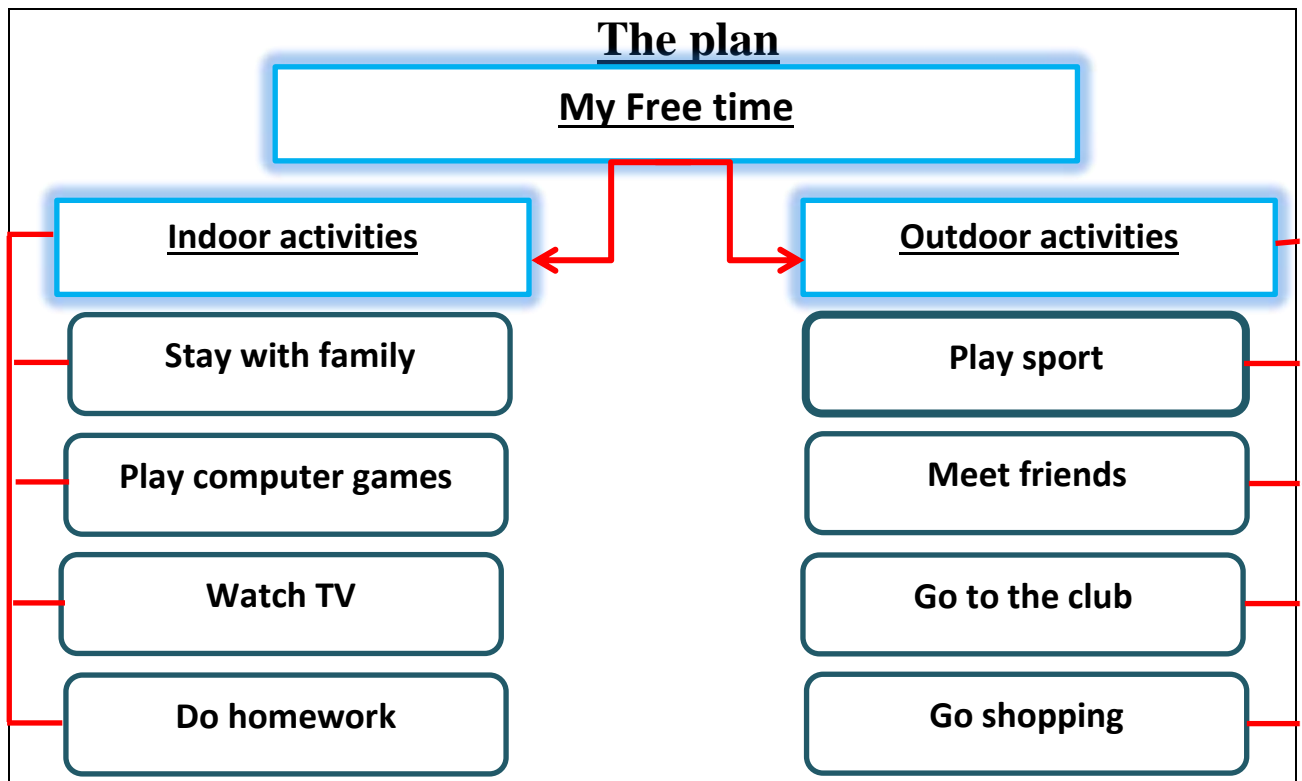 The plan
My Free time
Indoor activities
Outdoor activities
Stay with family
Play sport
Play computer games
Meet friends
Watch TV
Go to the club
Do homework
Go shopping